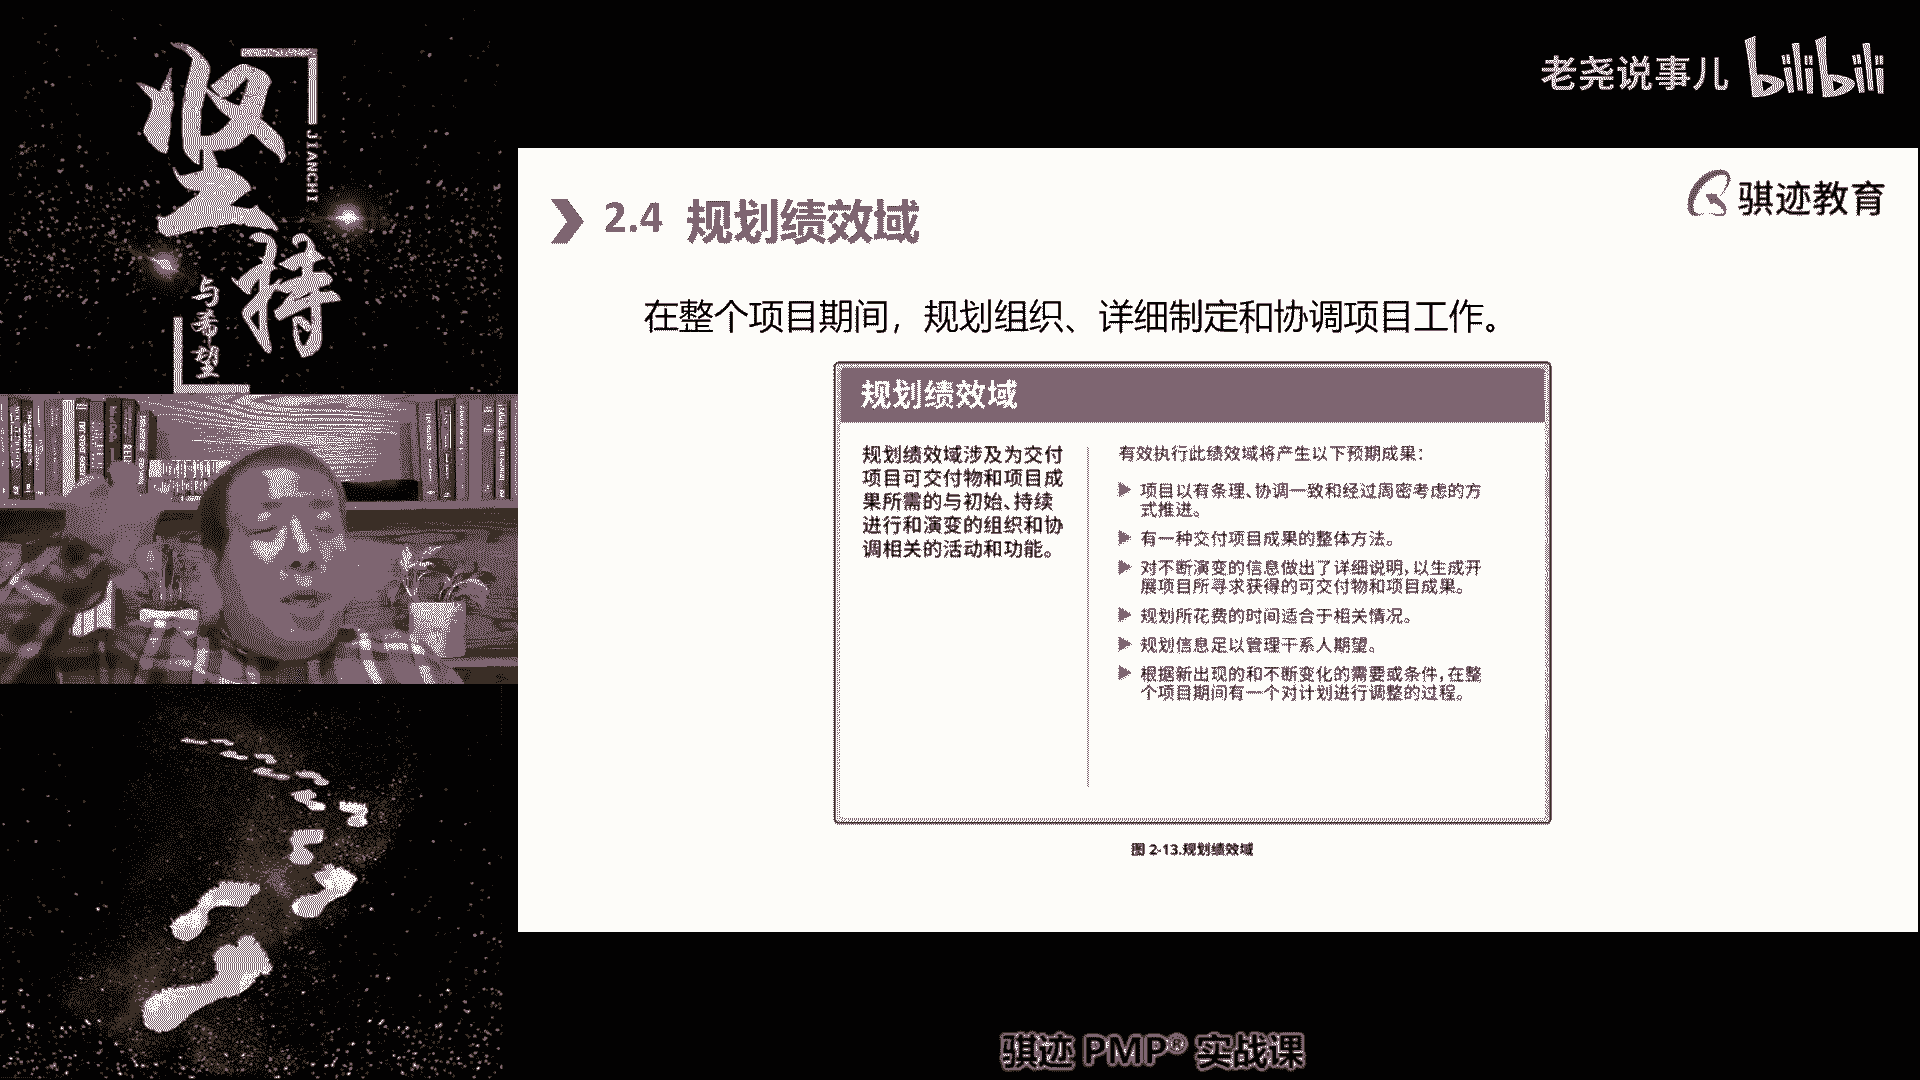 坚持
JIANCHI
与希望
老尧说事儿 bilibili
骐迹教育
2.4 规划绩效域
在整个项目期间，规划组织、详细制定和协调项目工作。
规划绩效域
规划绩效域涉及为交付
项目可交付物和项目成
果所需的与初始、持续
进行和演变的组织和协
调相关的活动和功能。
有效执行此绩效域将产生以下预期成果：
项目以有条理、协调一致和经过周密考虑的方
式推进。
有一种交付项目成果的整体方法。
对不断演变的信息做出了详细说明，以生成开
展项目所寻求获得的可交付物和项目成果。
规划所花费的时间适合于相关情况。
规划信息足以管理干系人期望。
根据新出现的和不断变化的需要或条件，在整
个项目期间有一个对计划进行调整的过程。
图 2-13.规划绩效域
骐迹 PMP® 实战课